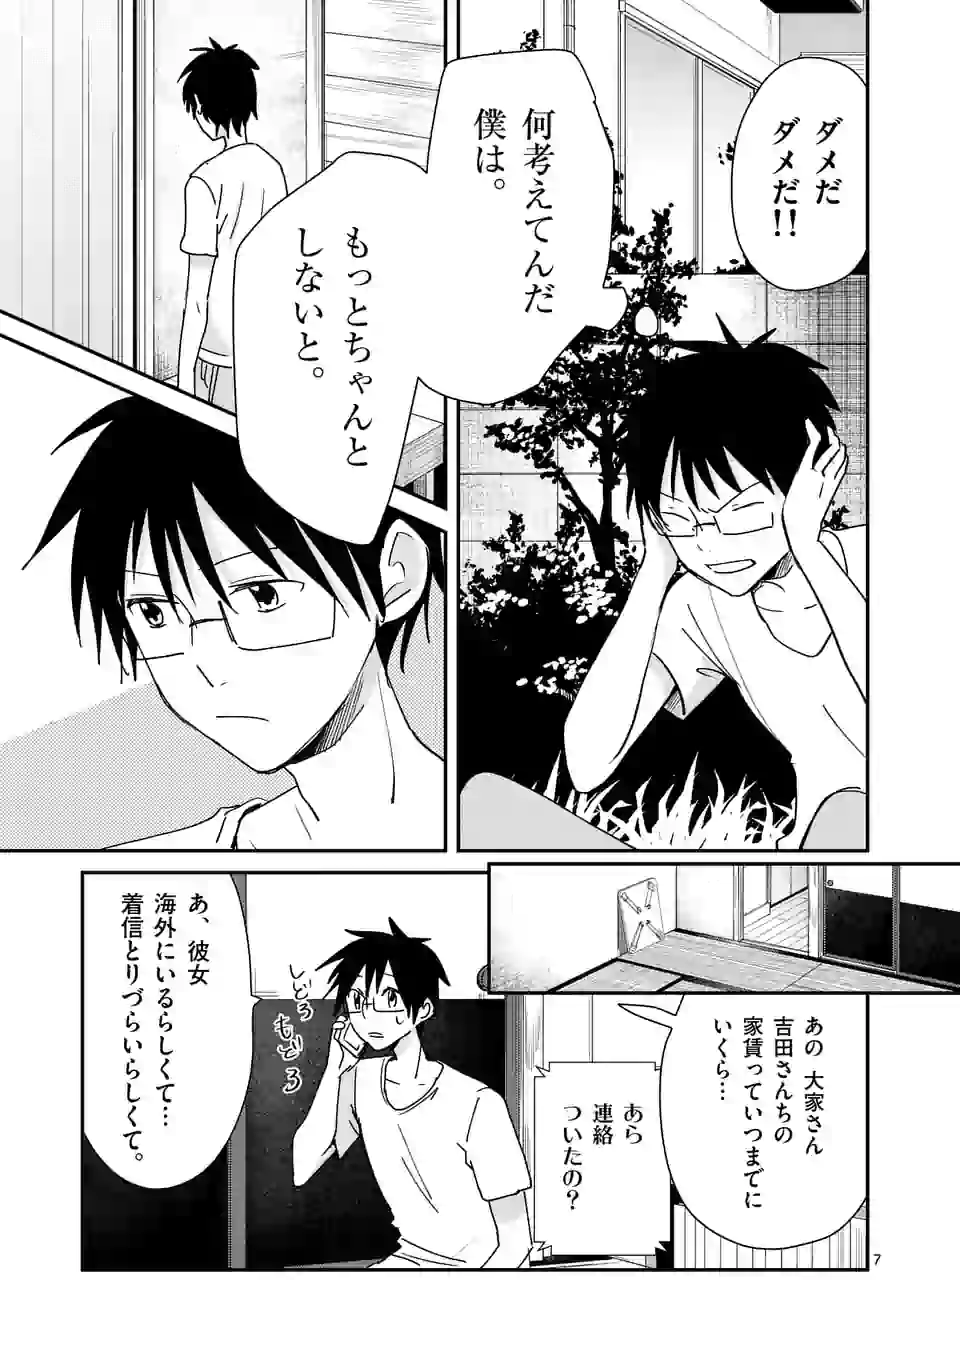 ダメだ
ダメだ!!
何考えてんだ
僕は。
もっとちゃんと
しないと。
あの 大家さん
吉田さんちの
家賃っていつまでに
いくら…
あら
連絡
ついたの？
しどろ
もどろ
あ、彼女
海外にいるらしくて…
着信とりづらいらしくて。
7